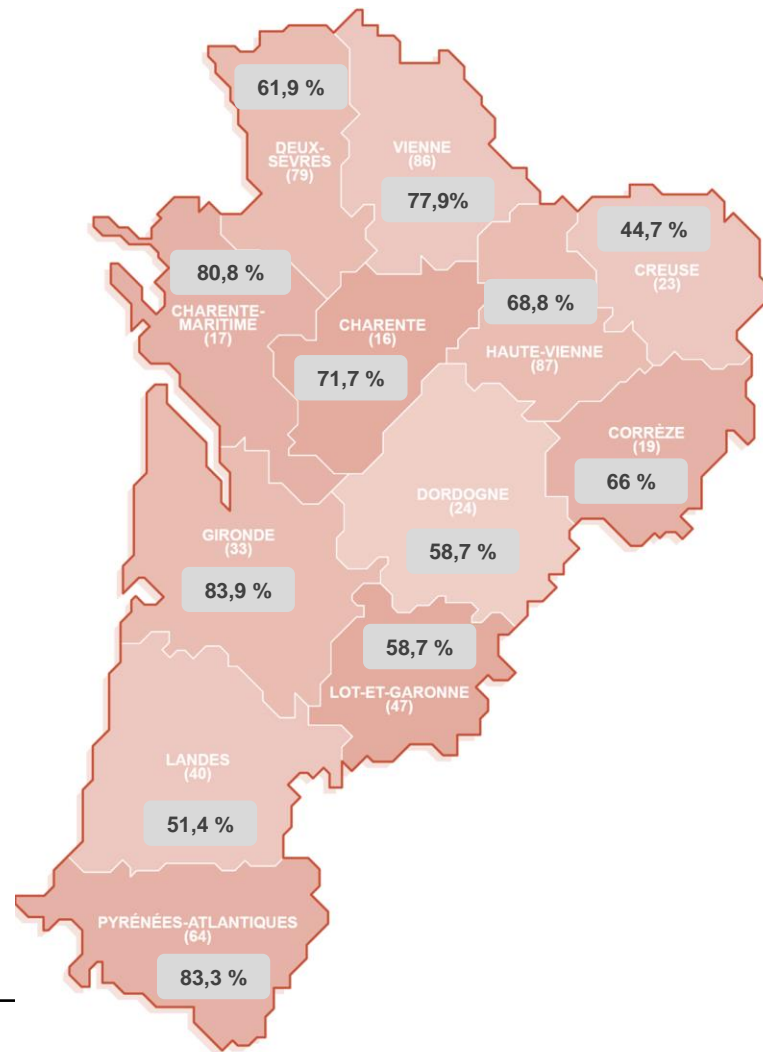 61,9 %
DEUX-
SÈVRES
(79)
VIENNE
(86)
77,9%
44,7 %
CREUSE
(23)
80,8 %
CHARENTE-
MARITIME
(17)
CHARENTE
(16)
71,7 %
68,8 %
HAUTE-VIENNE
(87)
CORRÈZE
(19)
66 %
DORDOGNE
(24)
58,7 %
GIRONDE
(33)
83,9 %
58,7 %
LOT-ET-GARONNE
(47)
LANDES
(40)
51,4 %
PYRÉNÉES-ATLANTIQUES
(64)
83,3 %